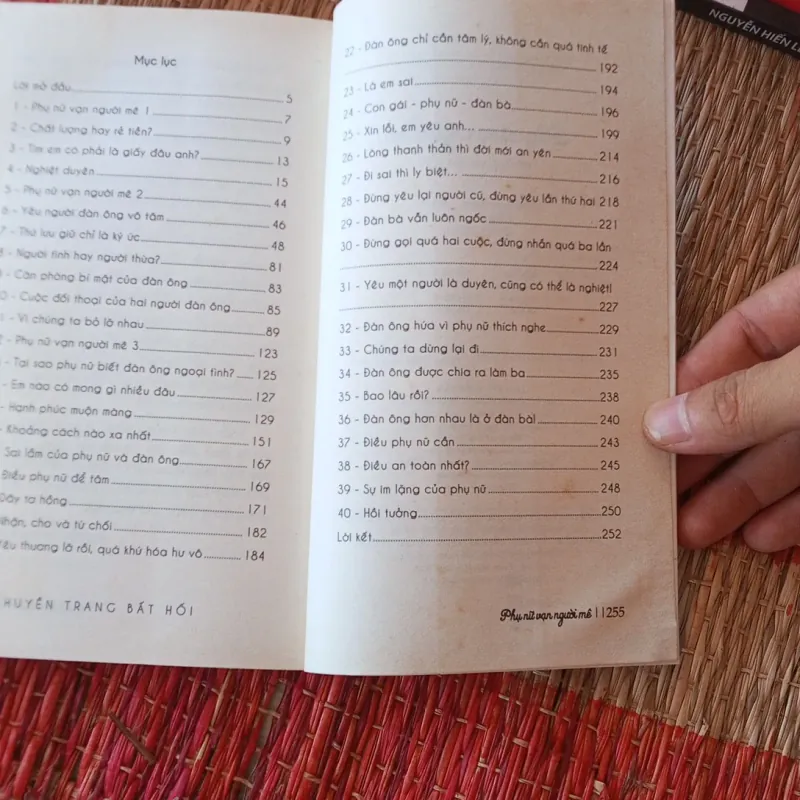 Mục lục
Lời mở đầu 5
1 - Phụ nữ vạn người mê 1 7
2 - Chất lượng hay rẻ tiền? 9
3 - Tim em có phải là giấy đâu anh? 13
4 - Nghiệt duyên 15
5 - Phụ nữ vạn người mê 2 44
6 - Yêu người đàn ông vô tâm 46
7 - Thứ lưu giữ chỉ là ký ức 48
8 - Người tình hay người thừa? 81
9 - Căn phòng bí mật của đàn ông 83
0 - Cuộc đối thoại của hai người đàn ông 85
1 - Vì chúng ta bỏ lỡ nhau 89
2 - Phụ nữ vạn người mê 3 123
- Tại sao phụ nữ biết đàn ông ngoại tình? 125
- Em nào có mong gì nhiều đâu 127
- Hạnh phúc muộn màng 129
- Khoảng cách nào xa nhất 151
Sai lầm của phụ nữ và đàn ông 167
Điều phụ nữ để tâm 169
Dây tơ hồng 171
Nhận, cho và từ chối 182
Yêu thương là rồi, quá khứ hóa hư vô 184
HUYỀN TRANG BẤT HỐI
22 - Đàn ông chỉ cần tâm lý, không cần quá tinh tế
192
23 - Là em sai 194
24 - Con gái - phụ nữ - đàn bà 196
25 - Xin lỗi, em yêu anh... 199
26 - Lòng thanh thản thì đời mới an yên 214
27 - Đi sai thì ly biệt... 216
28 - Đừng yêu lại người cũ, đừng yêu lần thứ hai 218
29 - Đàn bà vẫn luôn ngốc 221
30 - Đừng gọi quá hai cuộc, đừng nhắn quá ba lần
224
31 - Yêu một người là duyên, cũng có thể là nghiệt!
227
32 - Đàn ông hứa vì phụ nữ thích nghe 229
33 - Chúng ta dừng lại đi 231
34 - Đàn ông được chia ra làm ba 235
35 - Bao lâu rồi? 238
36 - Đàn ông hơn nhau là ở đàn bà! 240
37 - Điều phụ nữ cần 243
38 - Điều an toàn nhất? 245
39 - Sự im lặng của phụ nữ 248
40 - Hồi tưởng 250
Lời kết 252
Phụ nữ vạn người mê | 255
NGUYỄN HIẾN L